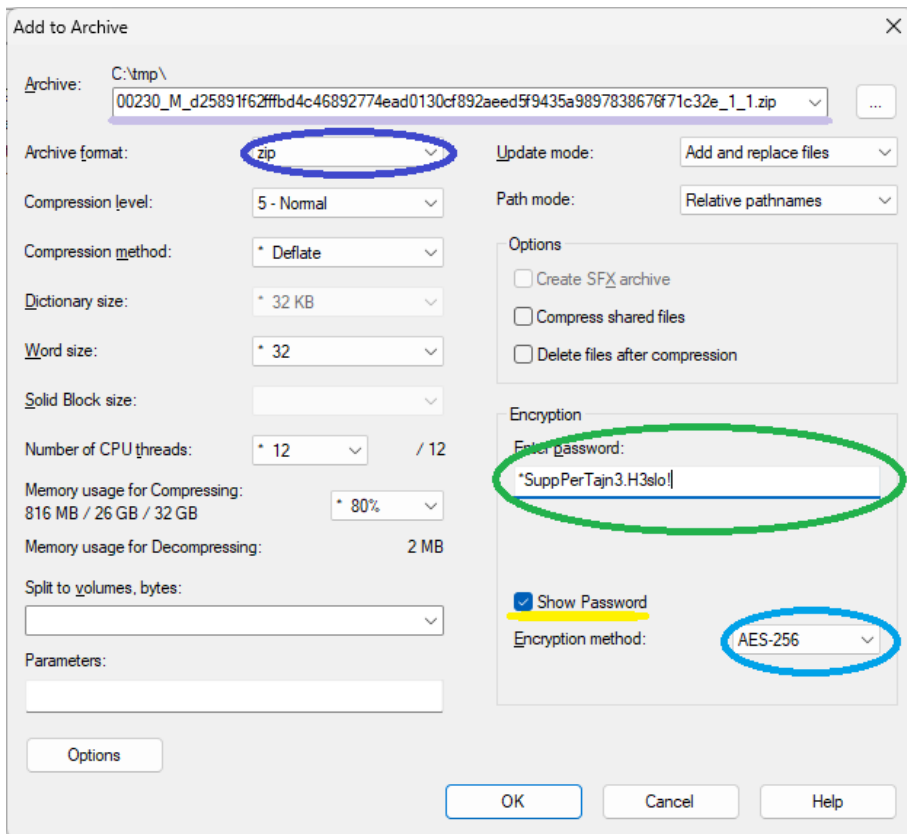 Add to Archive
Archive:
C:\tmp\
00230_M_d25891f62fffbd4c46892774ead0130cf892aeed5f9435a9897838676f71c32e_1_1.zip
...
Archive format:
zip
Update mode:
Add and replace files
Compression level:
5 - Normal
Path mode:
Relative pathnames
Compression method:
* Deflate
Options
Create SFX archive
Dictionary size:
* 32 KB
Compress shared files
Word size:
* 32
Delete files after compression
Solid Block size:
Encryption
Number of CPU threads:
* 12
/ 12
Enter password:
*SuppPerTajn3.H3slo!
Memory usage for Compressing:
816 MB / 26 GB / 32 GB
* 80%
Memory usage for Decompressing:
2 MB
Split to volumes, bytes:
Show Password
Encryption method:
AES-256
Parameters:
Options
OK
Cancel
Help